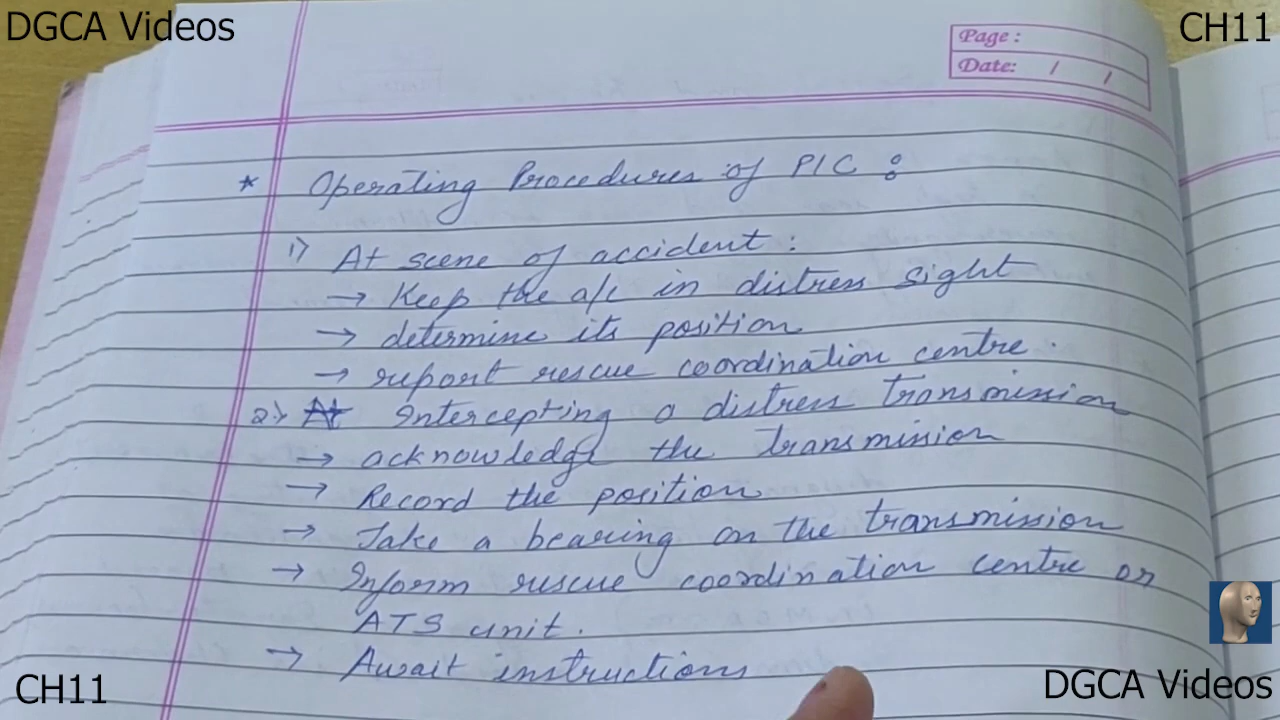 DGCA Videos
CH11
Page :
Date: / /
* Operating Procedures of PIC :
1) At scene of accident :
→ Keep the a/c in distress sight
→ determine its position
→ report rescue coordination centre .
2) At Intercepting a distress transmission
→ acknowledge the transmission
→ Record the position
→ Take a bearing on the transmission
→ Inform rescue coordination centre or
ATS unit .
→ Await instructions
CH11
DGCA Videos